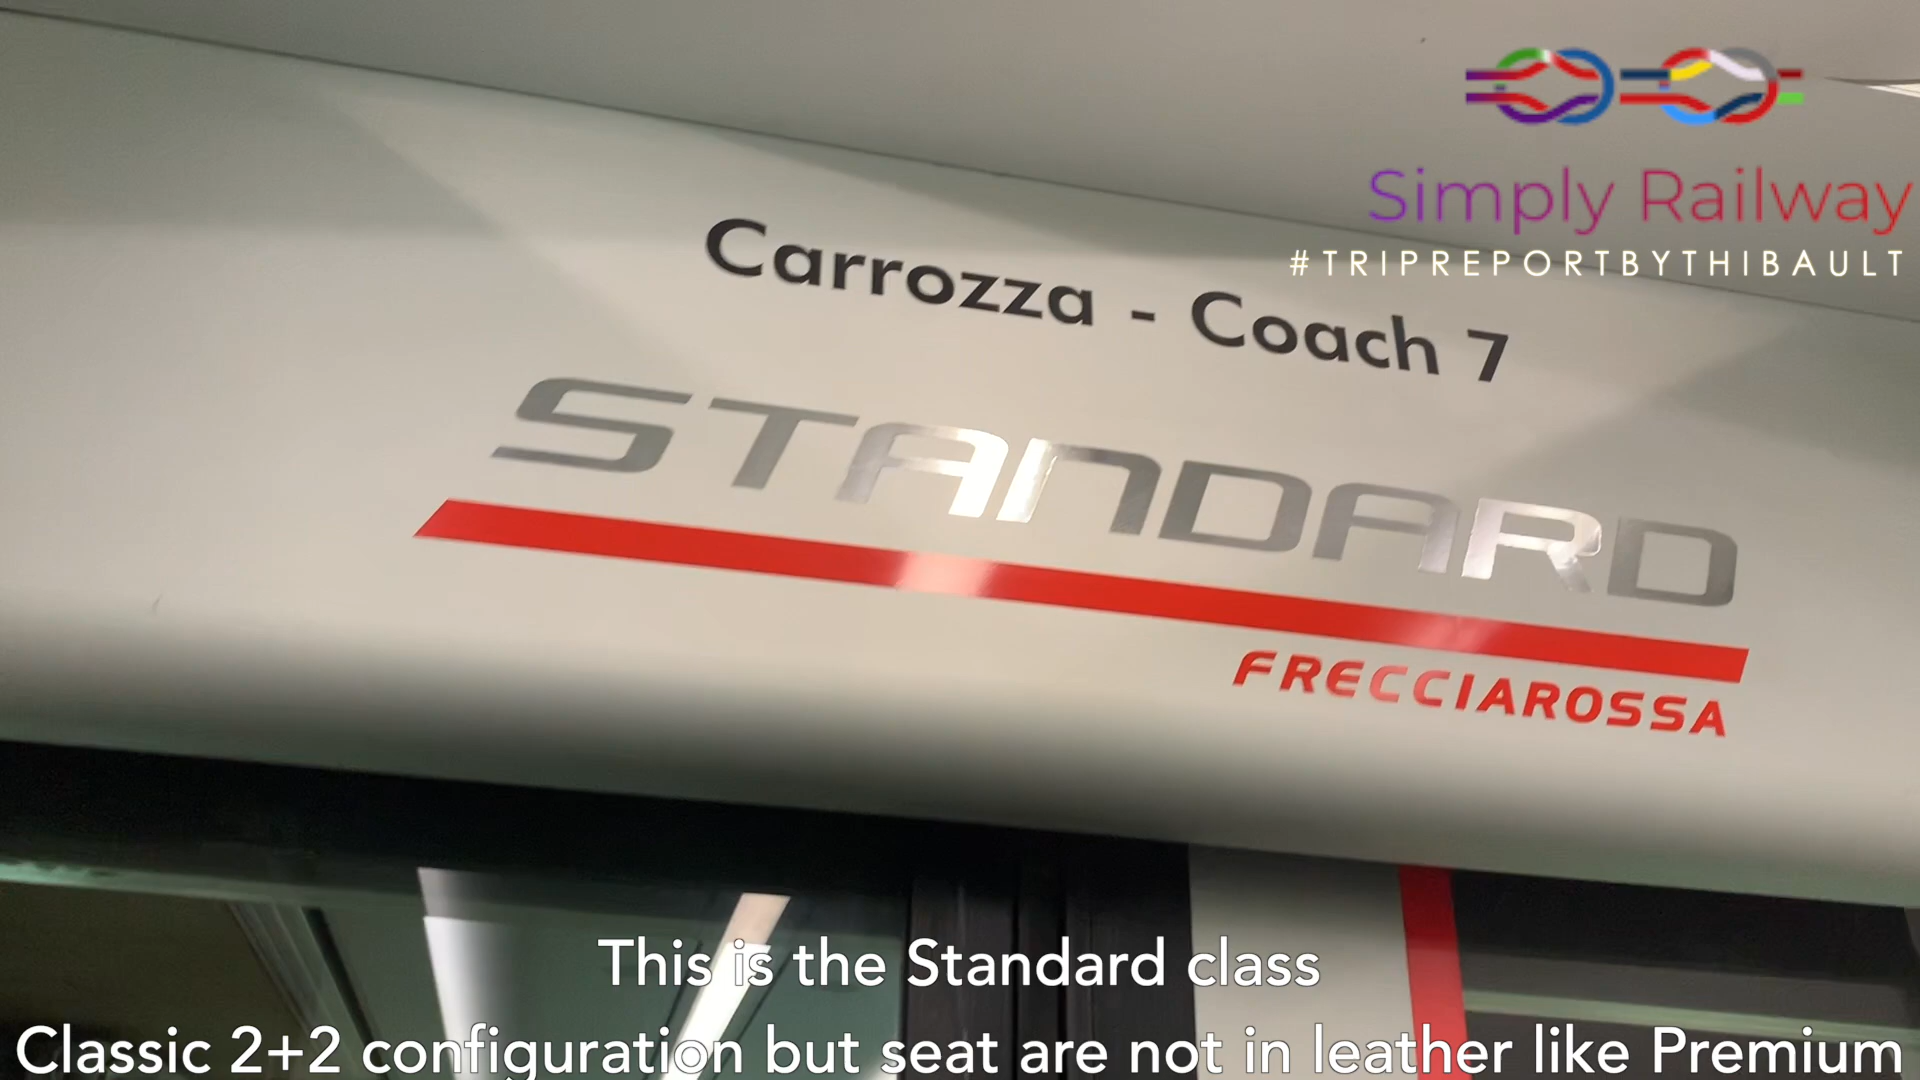 Simply Railway
#TRIPREPORTBYTHIBAULT
Carrozza - Coach 7
STANDARD
FRECCIAROSSA
This is the Standard class
Classic 2+2 configuration but seat are not in leather like Premium